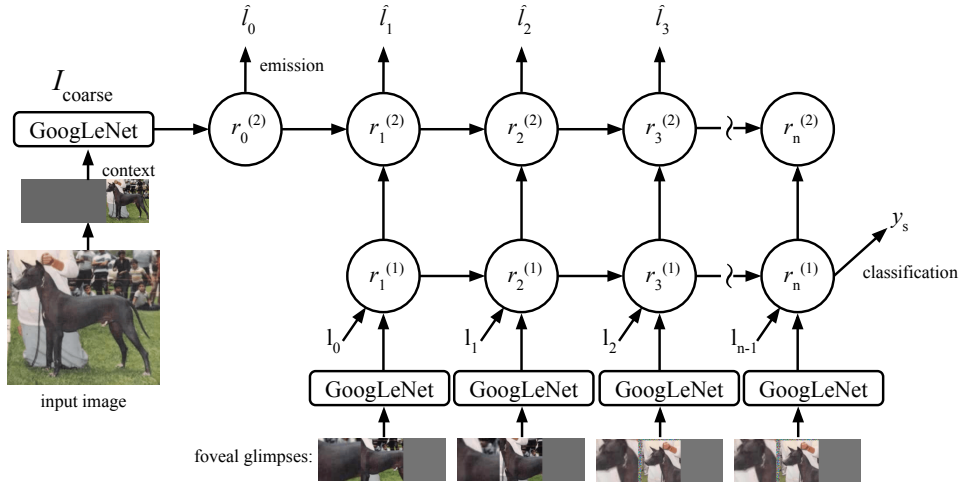 l̂₀ l̂₁ l̂₂ l̂₃
emission
I_coarse
GoogLeNet r₀⁽²⁾ r₁⁽²⁾ r₂⁽²⁾ r₃⁽²⁾ rₙ⁽²⁾
context
yₛ
r₁⁽¹⁾ r₂⁽¹⁾ r₃⁽¹⁾ rₙ⁽¹⁾ classification
l₀ l₁ l₂ lₙ₋₁
GoogLeNet GoogLeNet GoogLeNet GoogLeNet
input image
foveal glimpses: